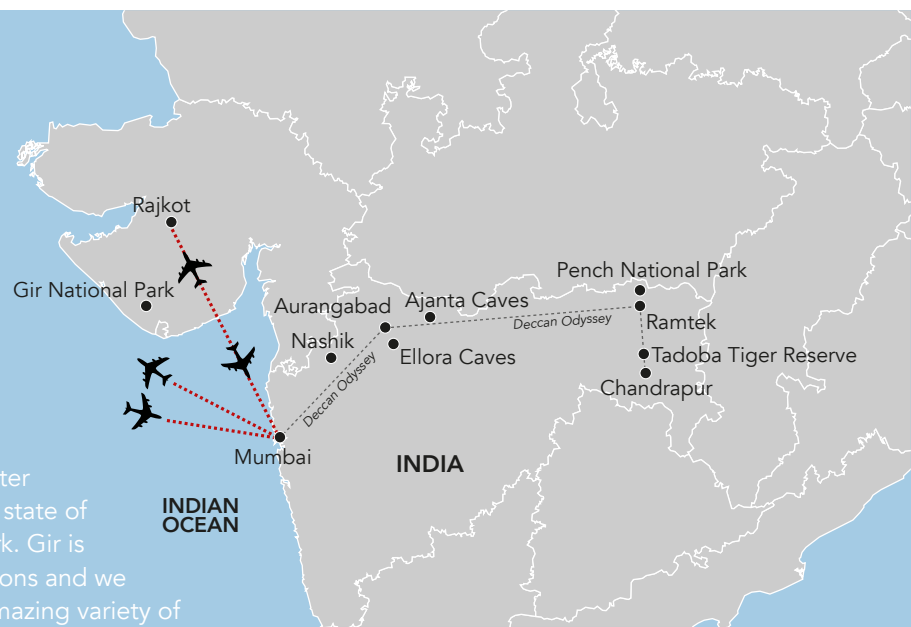 Rajkot
Pench National Park
Gir National Park
Aurangabad
Ajanta Caves
Deccan Odyssey
Ramtek
Nashik
Ellora Caves
Tadoba Tiger Reserve
Deccan Odyssey
Chandrapur
Mumbai
INDIA
INDIAN
OCEAN
state of
Gir is
ons and we
mazing variety of